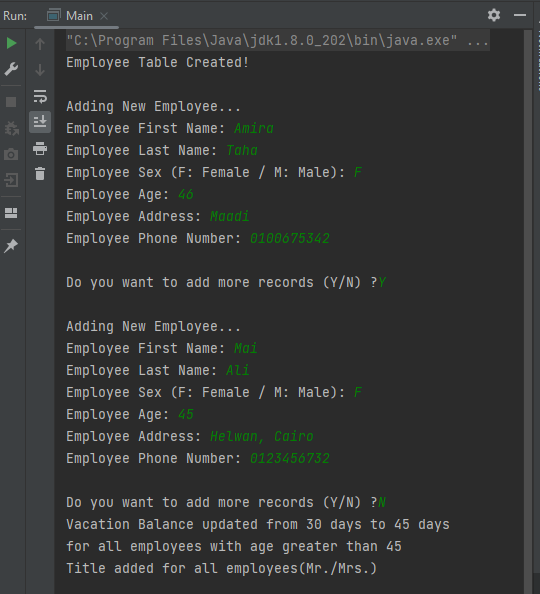 Run: Main
"C:\Program Files\Java\jdk1.8.0_202\bin\java.exe" ...
Employee Table Created!
Adding New Employee...
Employee First Name: Amira
Employee Last Name: Taha
Employee Sex (F: Female / M: Male): F
Employee Age: 46
Employee Address: Maadi
Employee Phone Number: 0100675342
Do you want to add more records (Y/N) ?Y
Adding New Employee...
Employee First Name: Mai
Employee Last Name: Ali
Employee Sex (F: Female / M: Male): F
Employee Age: 45
Employee Address: Helwan, Cairo
Employee Phone Number: 0123456732
Do you want to add more records (Y/N) ?N
Vacation Balance updated from 30 days to 45 days
for all employees with age greater than 45
Title added for all employees(Mr./Mrs.)